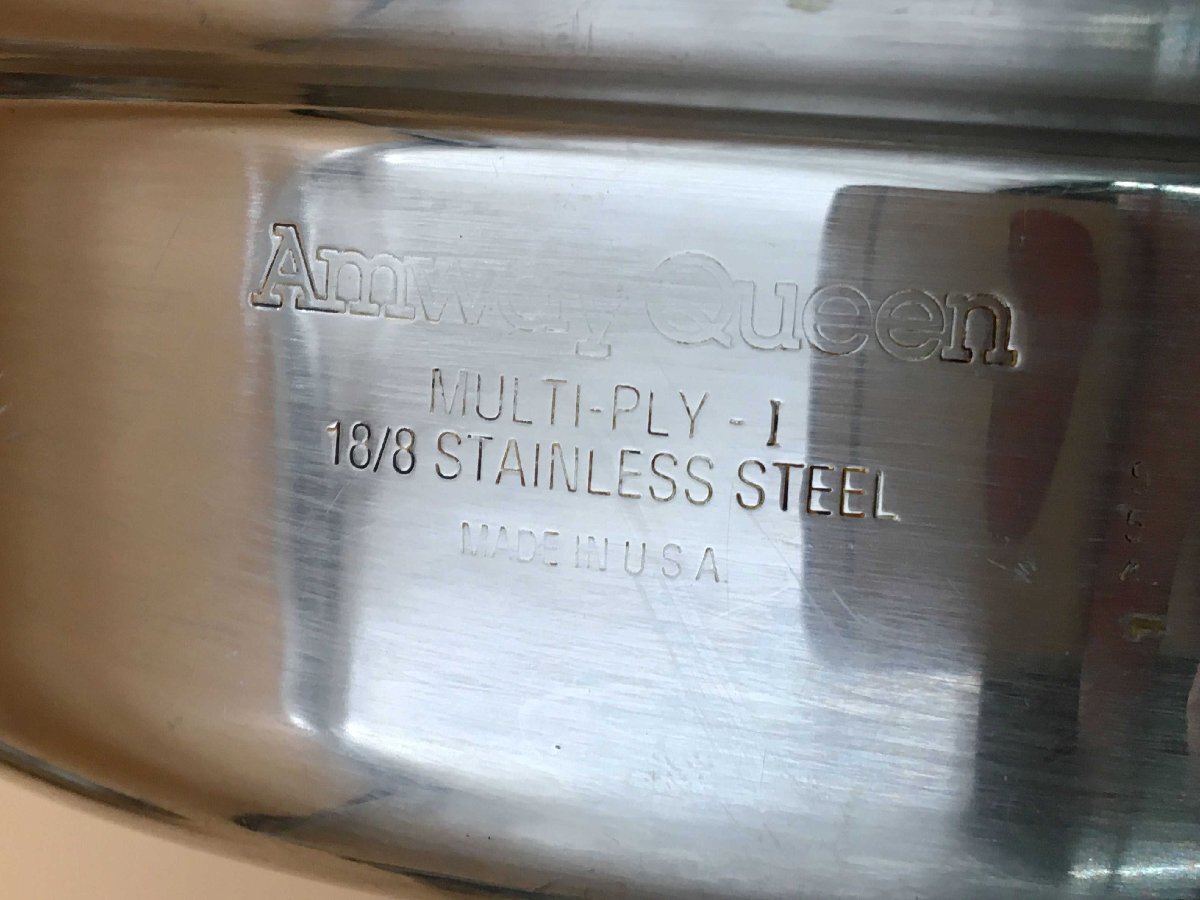 Amway Queen
MULTI-PLY - I
18/8 STAINLESS STEEL
MADE IN U S A.